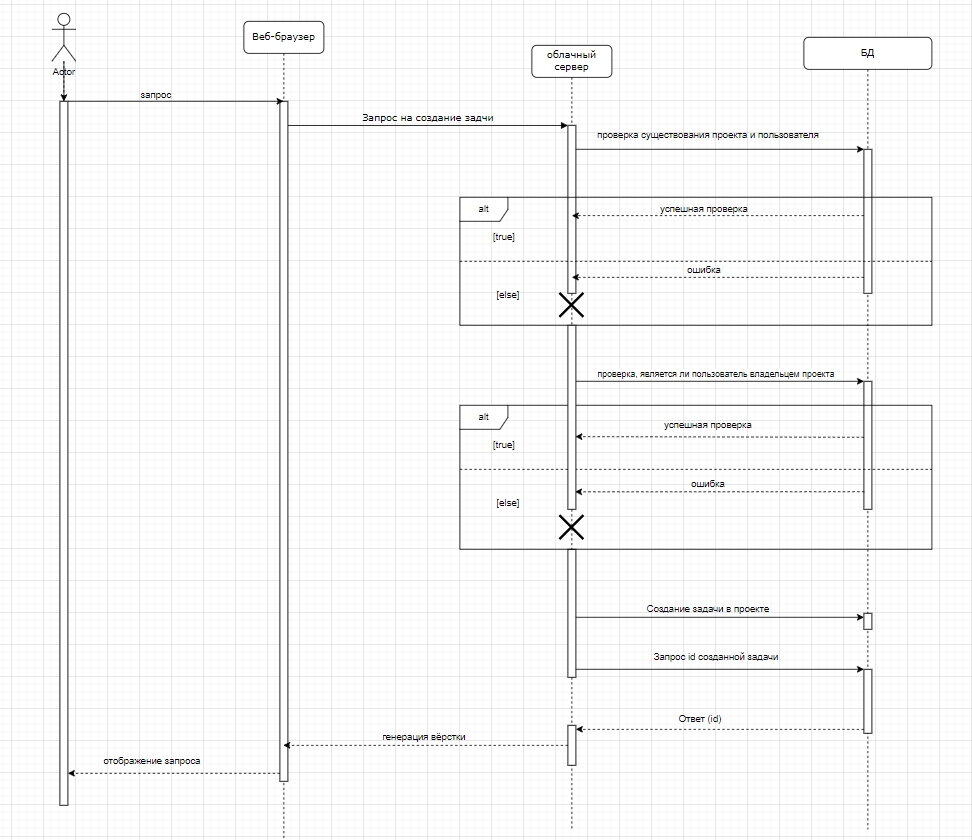 Actor
Веб-браузер
облачный
сервер
БД
запрос
Запрос на создание задчи
проверка существования проекта и пользователя
alt
успешная проверка
[true]
ошибка
[else]
проверка, является ли пользователь владельцем проекта
alt
успешная проверка
[true]
ошибка
[else]
Создание задачи в проекте
Запрос id созданной задачи
Ответ (id)
генерация вёрстки
отображение запроса